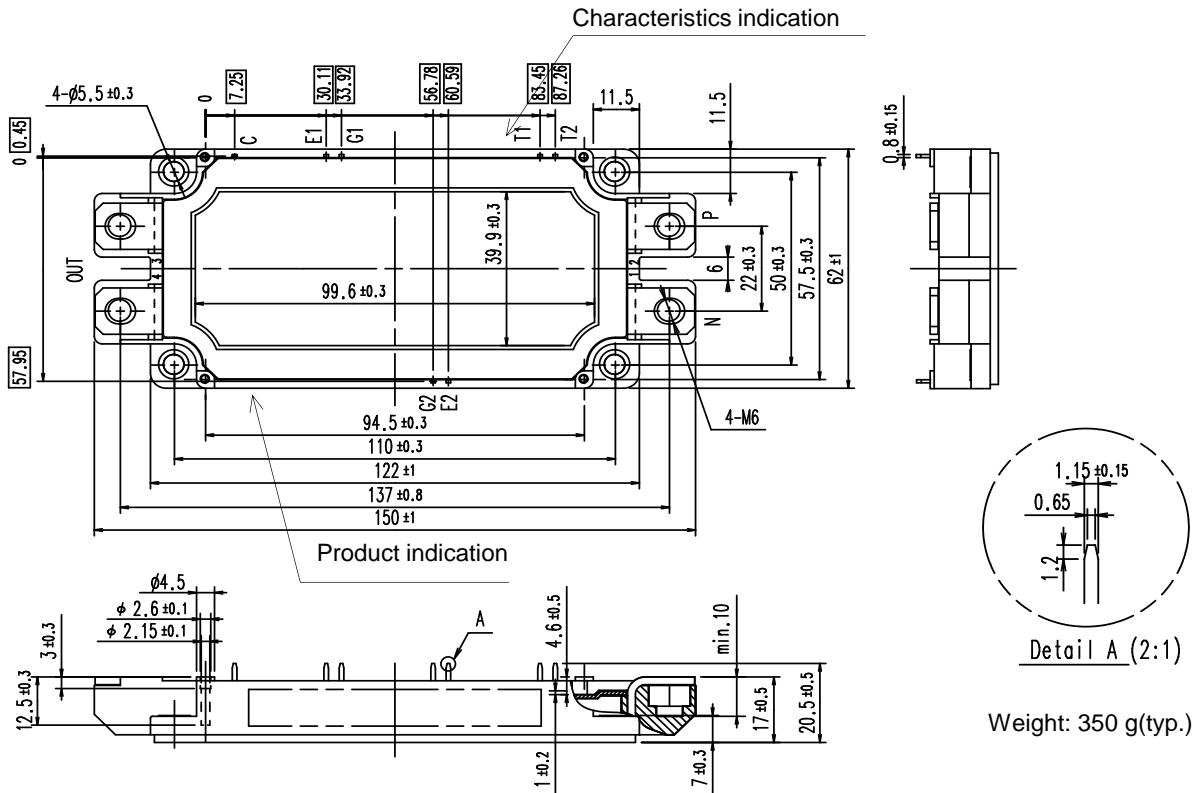 Characteristics indication
4-ø5.5 ±0.3
0
7.25
30.11
33.92
56.78
60.59
83.45
87.26
11.5
11.5
0.8 ±0.15
0 0.45
C
E1
G1
T1
T2
P
OUT
3
4
1
2
39.9 ±0.3
99.6 ±0.3
6
22 ±0.3
50 ±0.3
57.5 ±0.3
62 ±1
N
57.95
G2
E2
4-M6
94.5 ±0.3
110 ±0.3
122 ±1
137 ±0.8
150 ±1
1.15 ±0.15
0.65
1.2
Product indication
ø4.5
ø 2.6 ±0.1
ø 2.15 ±0.1
3 ±0.3
12.5 ±0.3
A
4.6 ±0.5
min.10
1 ±0.2
7 ±0.3
17 ±0.5
20.5 ±0.5
Detail A (2:1)
Weight: 350 g(typ.)